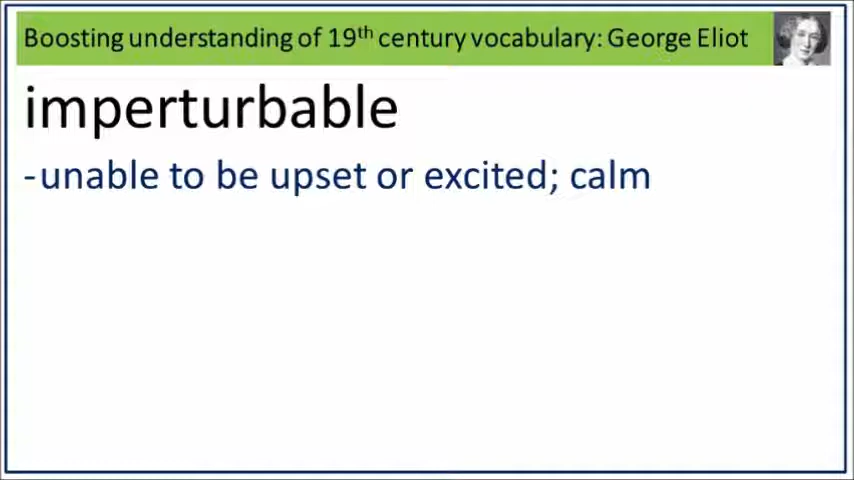 Boosting understanding of 19th century vocabulary: George Eliot
imperturbable
-unable to be upset or excited; calm